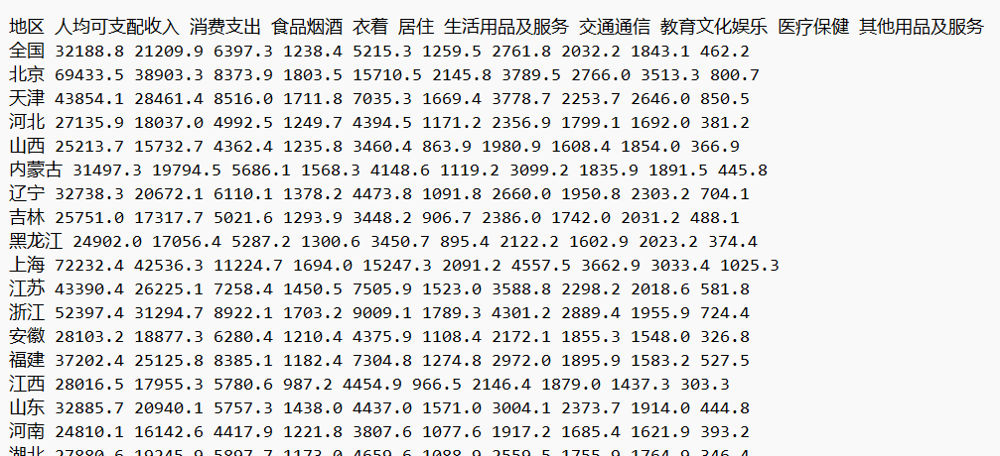 地区 人均可支配收入 消费支出 食品烟酒 衣着 居住 生活用品及服务 交通通信 教育文化娱乐 医疗保健 其他用品及服务
全国 32188.8 21209.9 6397.3 1238.4 5215.3 1259.5 2761.8 2032.2 1843.1 462.2
北京 69433.5 38903.3 8373.9 1803.5 15710.5 2145.8 3789.5 2766.0 3513.3 800.7
天津 43854.1 28461.4 8516.0 1711.8 7035.3 1669.4 3778.7 2253.7 2646.0 850.5
河北 27135.9 18037.0 4992.5 1249.7 4394.5 1171.2 2356.9 1799.1 1692.0 381.2
山西 25213.7 15732.7 4362.4 1235.8 3460.4 863.9 1980.9 1608.4 1854.0 366.9
内蒙古 31497.3 19794.5 5686.1 1568.3 4148.6 1119.2 3099.2 1835.9 1891.5 445.8
辽宁 32738.3 20672.1 6110.1 1378.2 4473.8 1091.8 2660.0 1950.8 2303.2 704.1
吉林 25751.0 17317.7 5021.6 1293.9 3448.2 906.7 2386.0 1742.0 2031.2 488.1
黑龙江 24902.0 17056.4 5287.2 1300.6 3450.7 895.4 2122.2 1602.9 2023.2 374.4
上海 72232.4 42536.3 11224.7 1694.0 15247.3 2091.2 4557.5 3662.9 3033.4 1025.3
江苏 43390.4 26225.1 7258.4 1450.5 7505.9 1523.0 3588.8 2298.2 2018.6 581.8
浙江 52397.4 31294.7 8922.1 1703.2 9009.1 1789.3 4301.2 2889.4 1955.9 724.4
安徽 28103.2 18877.3 6280.4 1210.4 4375.9 1108.4 2172.1 1855.3 1548.0 326.8
福建 37202.4 25125.8 8385.1 1182.4 7304.8 1274.8 2972.0 1895.9 1583.2 527.5
江西 28016.5 17955.3 5780.6 987.2 4454.9 966.5 2146.4 1879.0 1437.3 303.3
山东 32885.7 20940.1 5757.3 1438.0 4437.0 1571.0 3004.1 2373.7 1914.0 444.8
河南 24810.1 16142.6 4417.9 1221.8 3807.6 1077.6 1917.2 1685.4 1621.9 393.2
湖北 27880.6 19245.9 5897.7 1173.0 4659.6 1088.9 2559.5 1755.9 1764.9 346.4